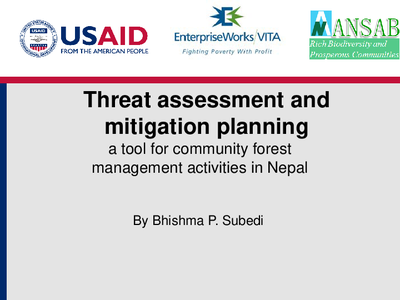 USAID
FROM THE AMERICAN PEOPLE
EnterpriseWorks/VITA
Fighting Poverty With Profit
ANSAB
Rich Biodiversity and
Prosperous Communities
Threat assessment and
mitigation planning
a tool for community forest
management activities in Nepal
By Bhishma P. Subedi